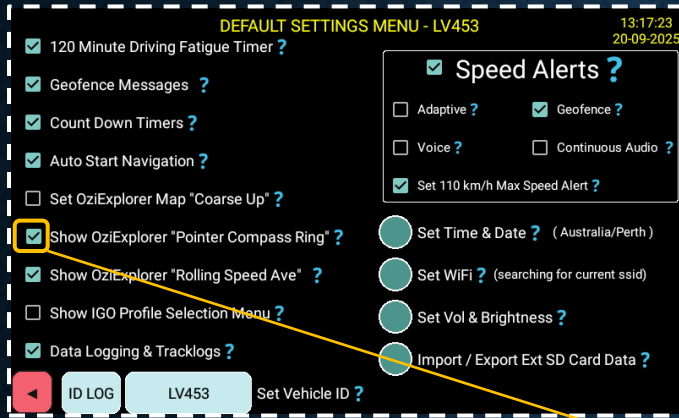 DEFAULT SETTINGS MENU - LV453
13:17:23
20-09-2025
120 Minute Driving Fatigue Timer ?
Geofence Messages ?
Count Down Timers ?
Auto Start Navigation ?
Set OziExplorer Map "Coarse Up" ?
Show OziExplorer "Pointer Compass Ring" ?
Show OziExplorer "Rolling Speed Ave" ?
Show IGO Profile Selection Menu ?
Data Logging & Tracklogs ?
Speed Alerts ?
Adaptive ?
Geofence ?
Voice ?
Continuous Audio ?
Set 110 km/h Max Speed Alert ?
Set Time & Date ? ( Australia/Perth )
Set WiFi ? (searching for current ssid)
Set Vol & Brightness ?
Import / Export Ext SD Card Data ?
ID LOG
LV453
Set Vehicle ID ?